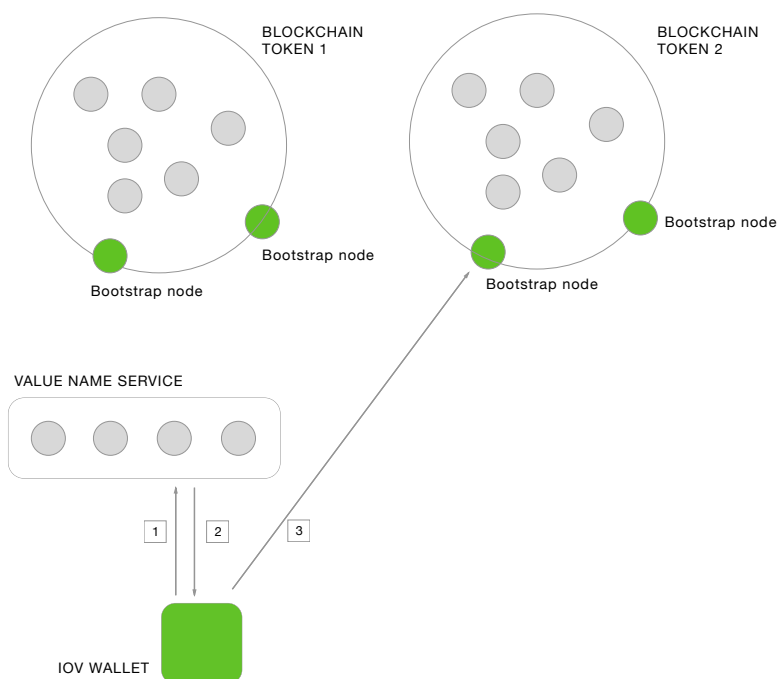 BLOCKCHAIN
TOKEN 1
BLOCKCHAIN
TOKEN 2
Bootstrap node
Bootstrap node
Bootstrap node
Bootstrap node
VALUE NAME SERVICE
1
2
3
IOV WALLET